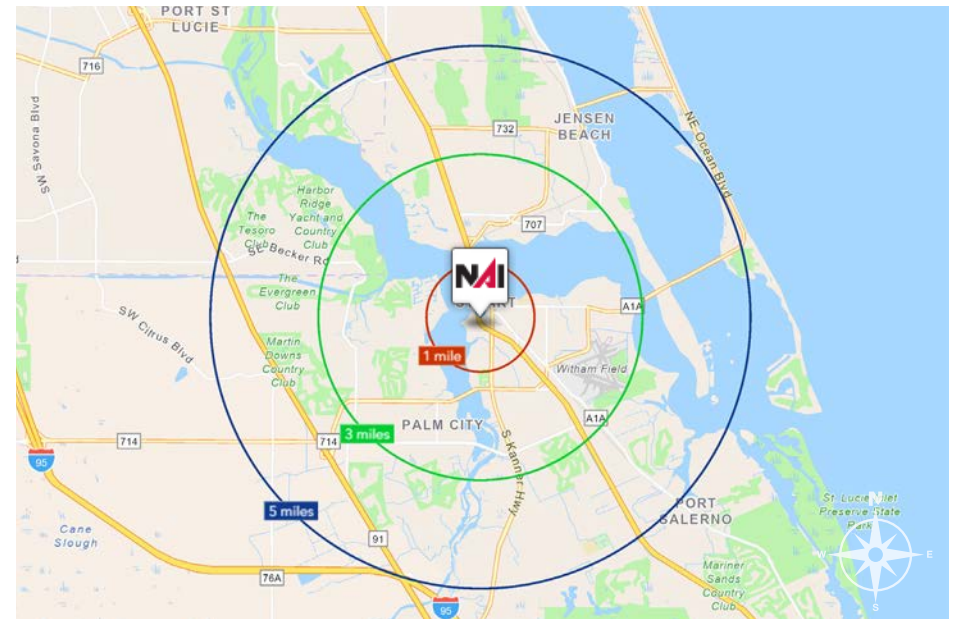 PORT ST
LUCIE
716
SW Savona Blvd
JENSEN
BEACH
732
NE Ocean Blvd
Harbor
Ridge
Yacht and
Country
Club
The
Tesoro
Club
707
SE Becker Rd
NAI
The
Evergreen
Club
A1A
SW Citrus Blvd
1 mile
Martin
Downs
Country
Club
Witham Field
A1A
PALM CITY
3 miles
714
714
95
S Kanner Hwy
5 miles
PORT
SALERNO
St. Lucie Inlet
Preserve State
Park
N
W
E
S
Cane
Slough
91
76A
Mariner
Sands
Country
Club
95